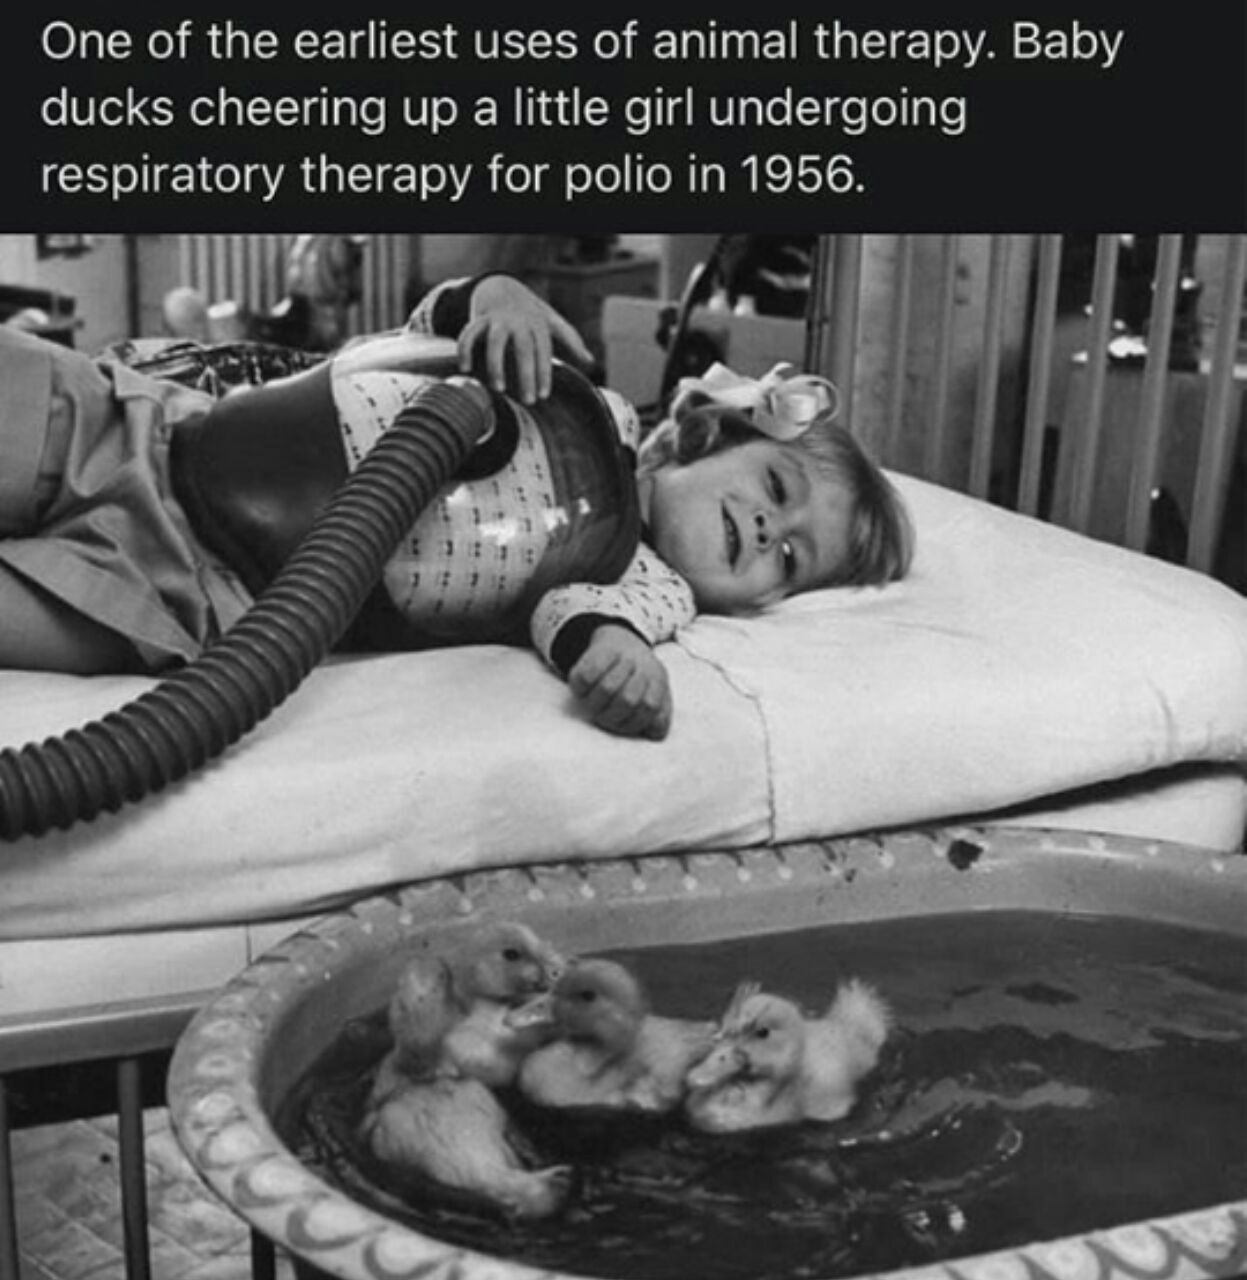 One of the earliest uses of animal therapy. Baby
ducks cheering up a little girl undergoing
respiratory therapy for polio in 1956.